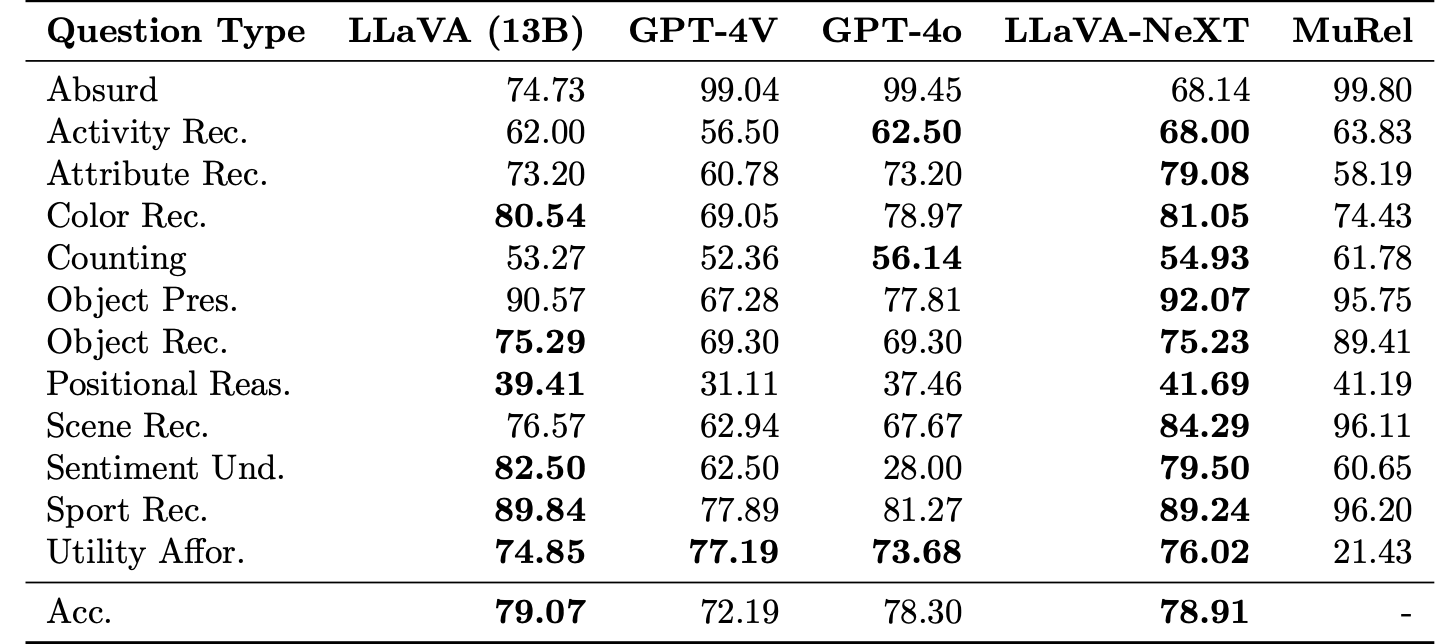 Question Type LLaVA (13B) GPT-4V GPT-4o LLaVA-NeXT MuRel
Absurd 74.73 99.04 99.45 68.14 99.80
Activity Rec. 62.00 56.50 62.50 68.00 63.83
Attribute Rec. 73.20 60.78 73.20 79.08 58.19
Color Rec. 80.54 69.05 78.97 81.05 74.43
Counting 53.27 52.36 56.14 54.93 61.78
Object Pres. 90.57 67.28 77.81 92.07 95.75
Object Rec. 75.29 69.30 69.30 75.23 89.41
Positional Reas. 39.41 31.11 37.46 41.69 41.19
Scene Rec. 76.57 62.94 67.67 84.29 96.11
Sentiment Und. 82.50 62.50 28.00 79.50 60.65
Sport Rec. 89.84 77.89 81.27 89.24 96.20
Utility Affor. 74.85 77.19 73.68 76.02 21.43
Acc. 79.07 72.19 78.30 78.91 -